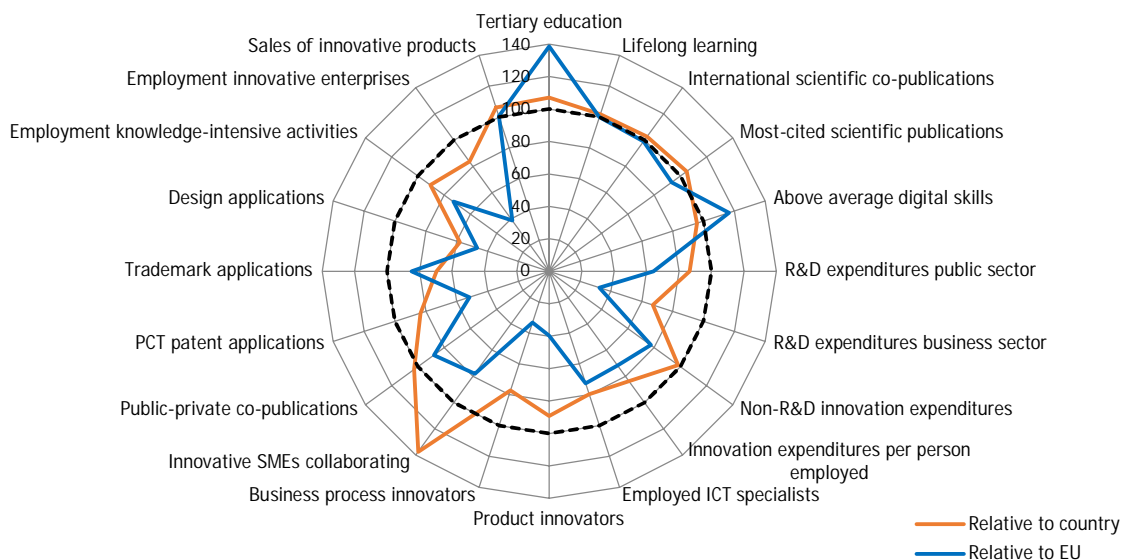 Tertiary education
Sales of innovative products
Lifelong learning
Employment innovative enterprises
International scientific co-publications
Employment knowledge-intensive activities
Most-cited scientific publications
Design applications
Above average digital skills
Trademark applications
R&D expenditures public sector
PCT patent applications
R&D expenditures business sector
Public-private co-publications
Non-R&D innovation expenditures
Innovative SMEs collaborating
Innovation expenditures per person
employed
Business process innovators
Employed ICT specialists
Product innovators
140
120
100
80
60
40
20
0
Relative to country
Relative to EU